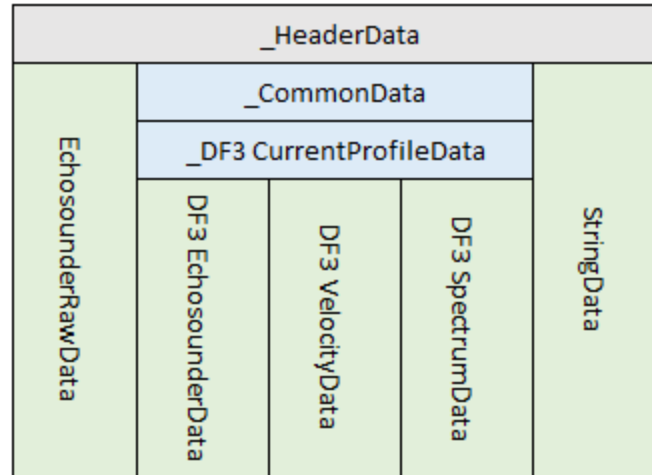 _HeaderData
_CommonData
_DF3 CurrentProfileData
EchosounderRawData
DF3 EchosounderData
DF3 VelocityData
DF3 SpectrumData
StringData